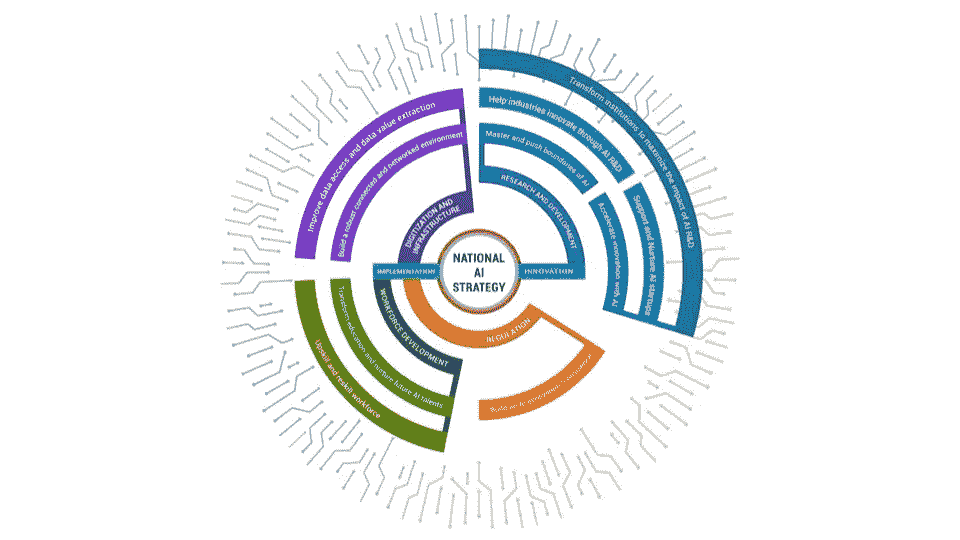 NATIONAL
AI
STRATEGY
IMPLEMENTATION
INNOVATION
DIGITIZATION AND
INFRASTRUCTURE
Build a robust connected and networked environment
Improve data access and data value extraction
RESEARCH AND DEVELOPMENT
Master and push boundaries of AI
Help industries innovate through AI R&D
Transform institutions to maximize the impact of AI R&D
Accelerate innovation with AI
Support and Nurture AI startups
WORKFORCE DEVELOPMENT
Transform education and nurture future AI talents
Upskill and reskill workforce
REGULATION
Build